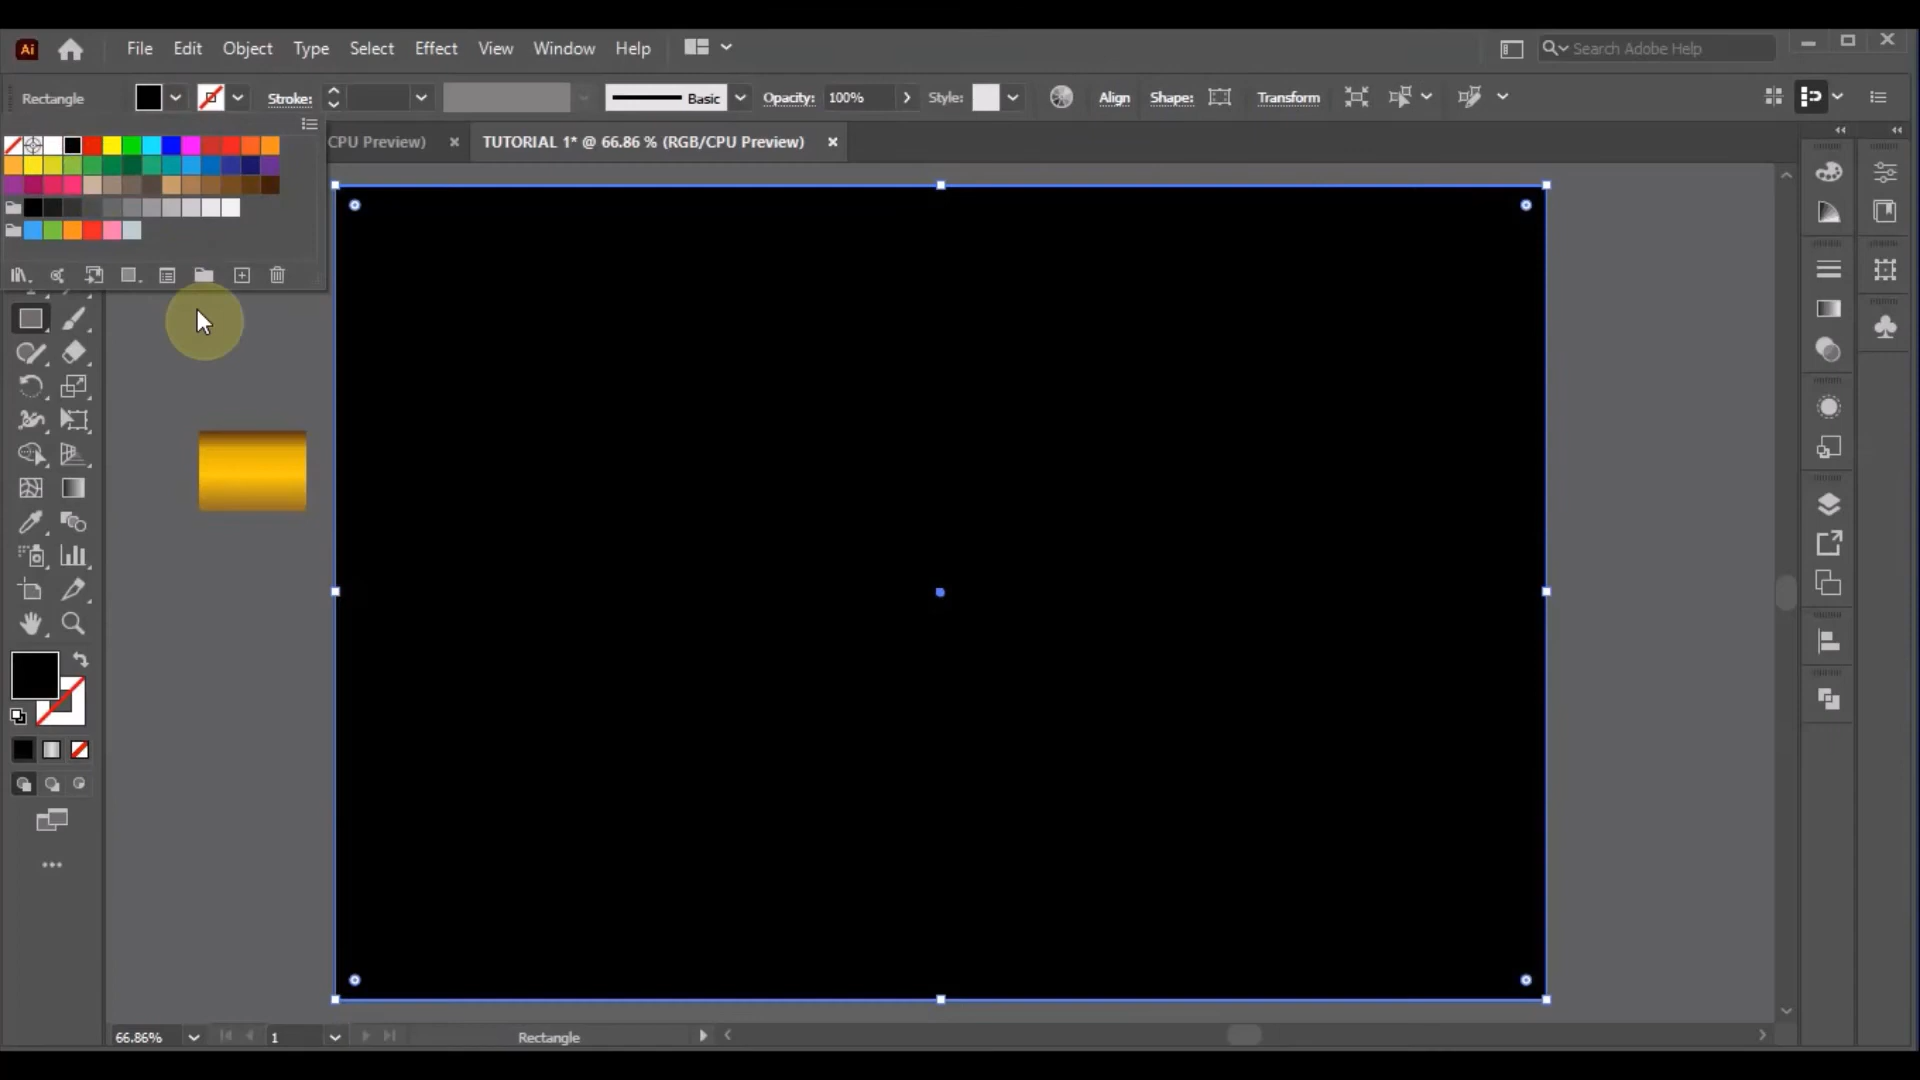 Ai File Edit Object Type Select Effect View Window Help Search Adobe Help
Rectangle Stroke: Basic Opacity: 100% Style: Align Shape: Transform
CPU Preview) × TUTORIAL 1* @ 66.86 % (RGB/CPU Preview) ×
66.86% 1 Rectangle